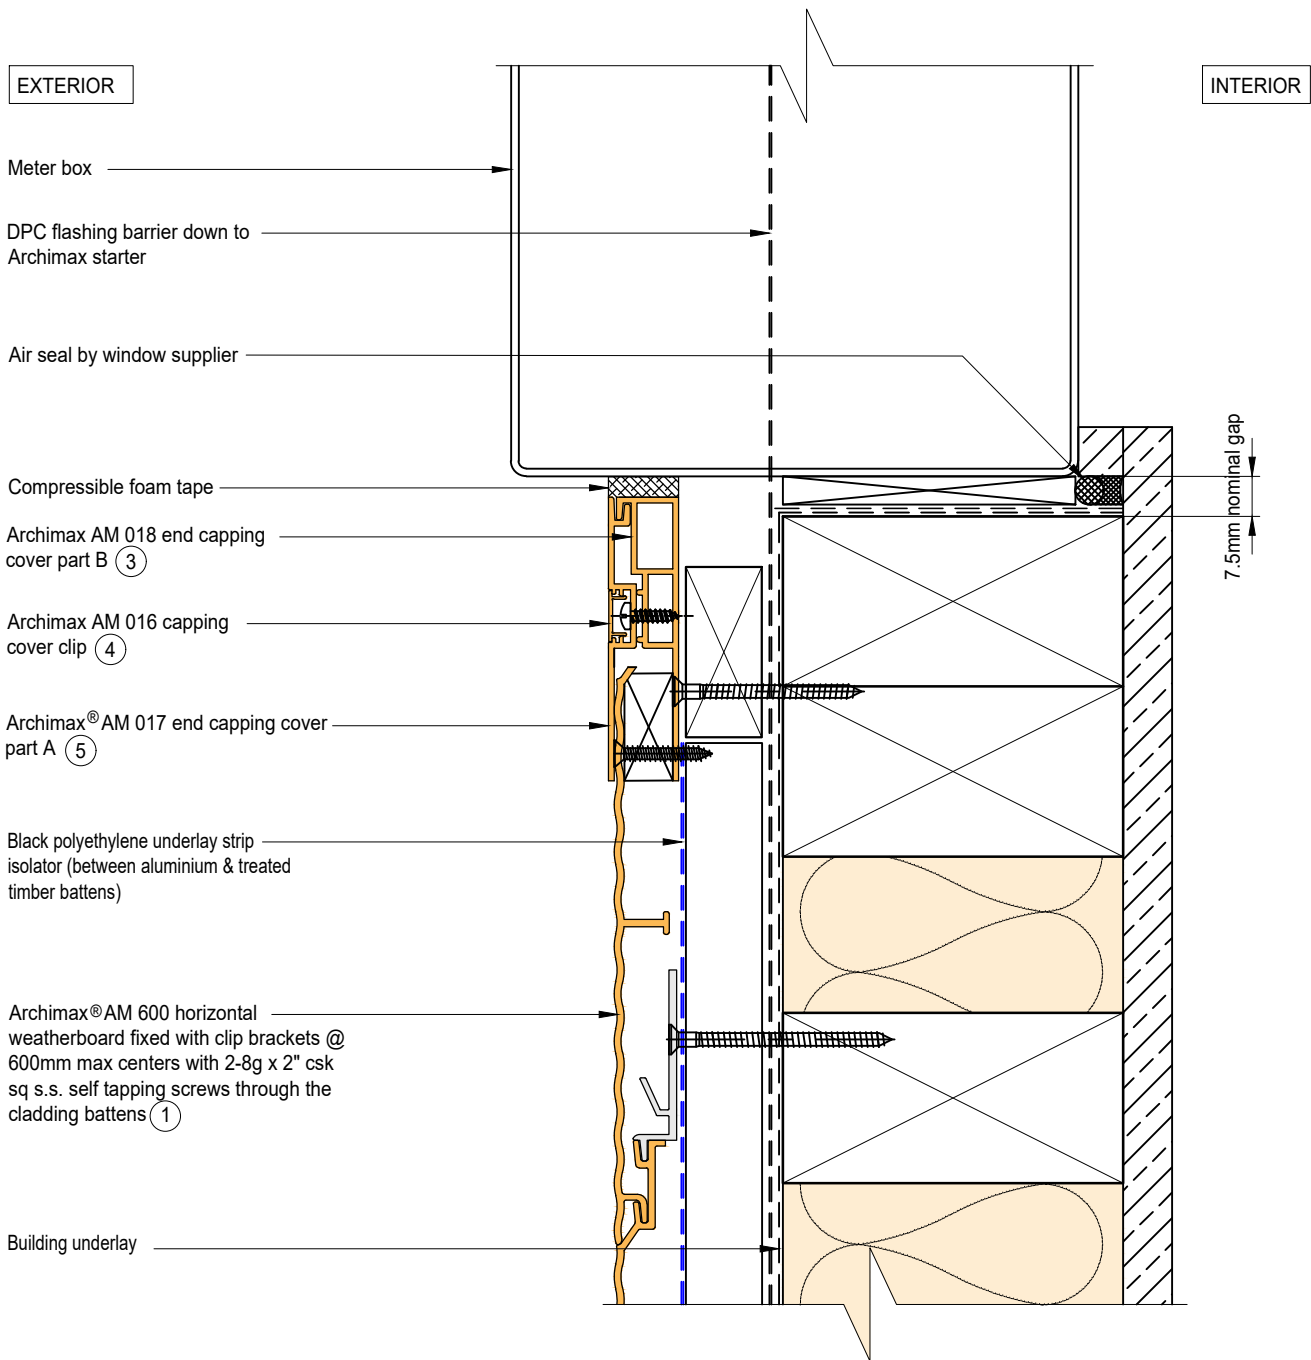 EXTERIOR
INTERIOR
Meter box
DPC flashing barrier down to
Archimax starter
Air seal by window supplier
7.5mm nominal gap
Compressible foam tape
Archimax AM 018 end capping
cover part B 3
Archimax AM 016 capping
cover clip 4
Archimax® AM 017 end capping cover
part A 5
Black polyethylene underlay strip
isolator (between aluminium & treated
timber battens)
Archimax® AM 600 horizontal
weatherboard fixed with clip brackets @
600mm max centers with 2-8g x 2" csk
sq s.s. self tapping screws through the
cladding battens 1
Building underlay